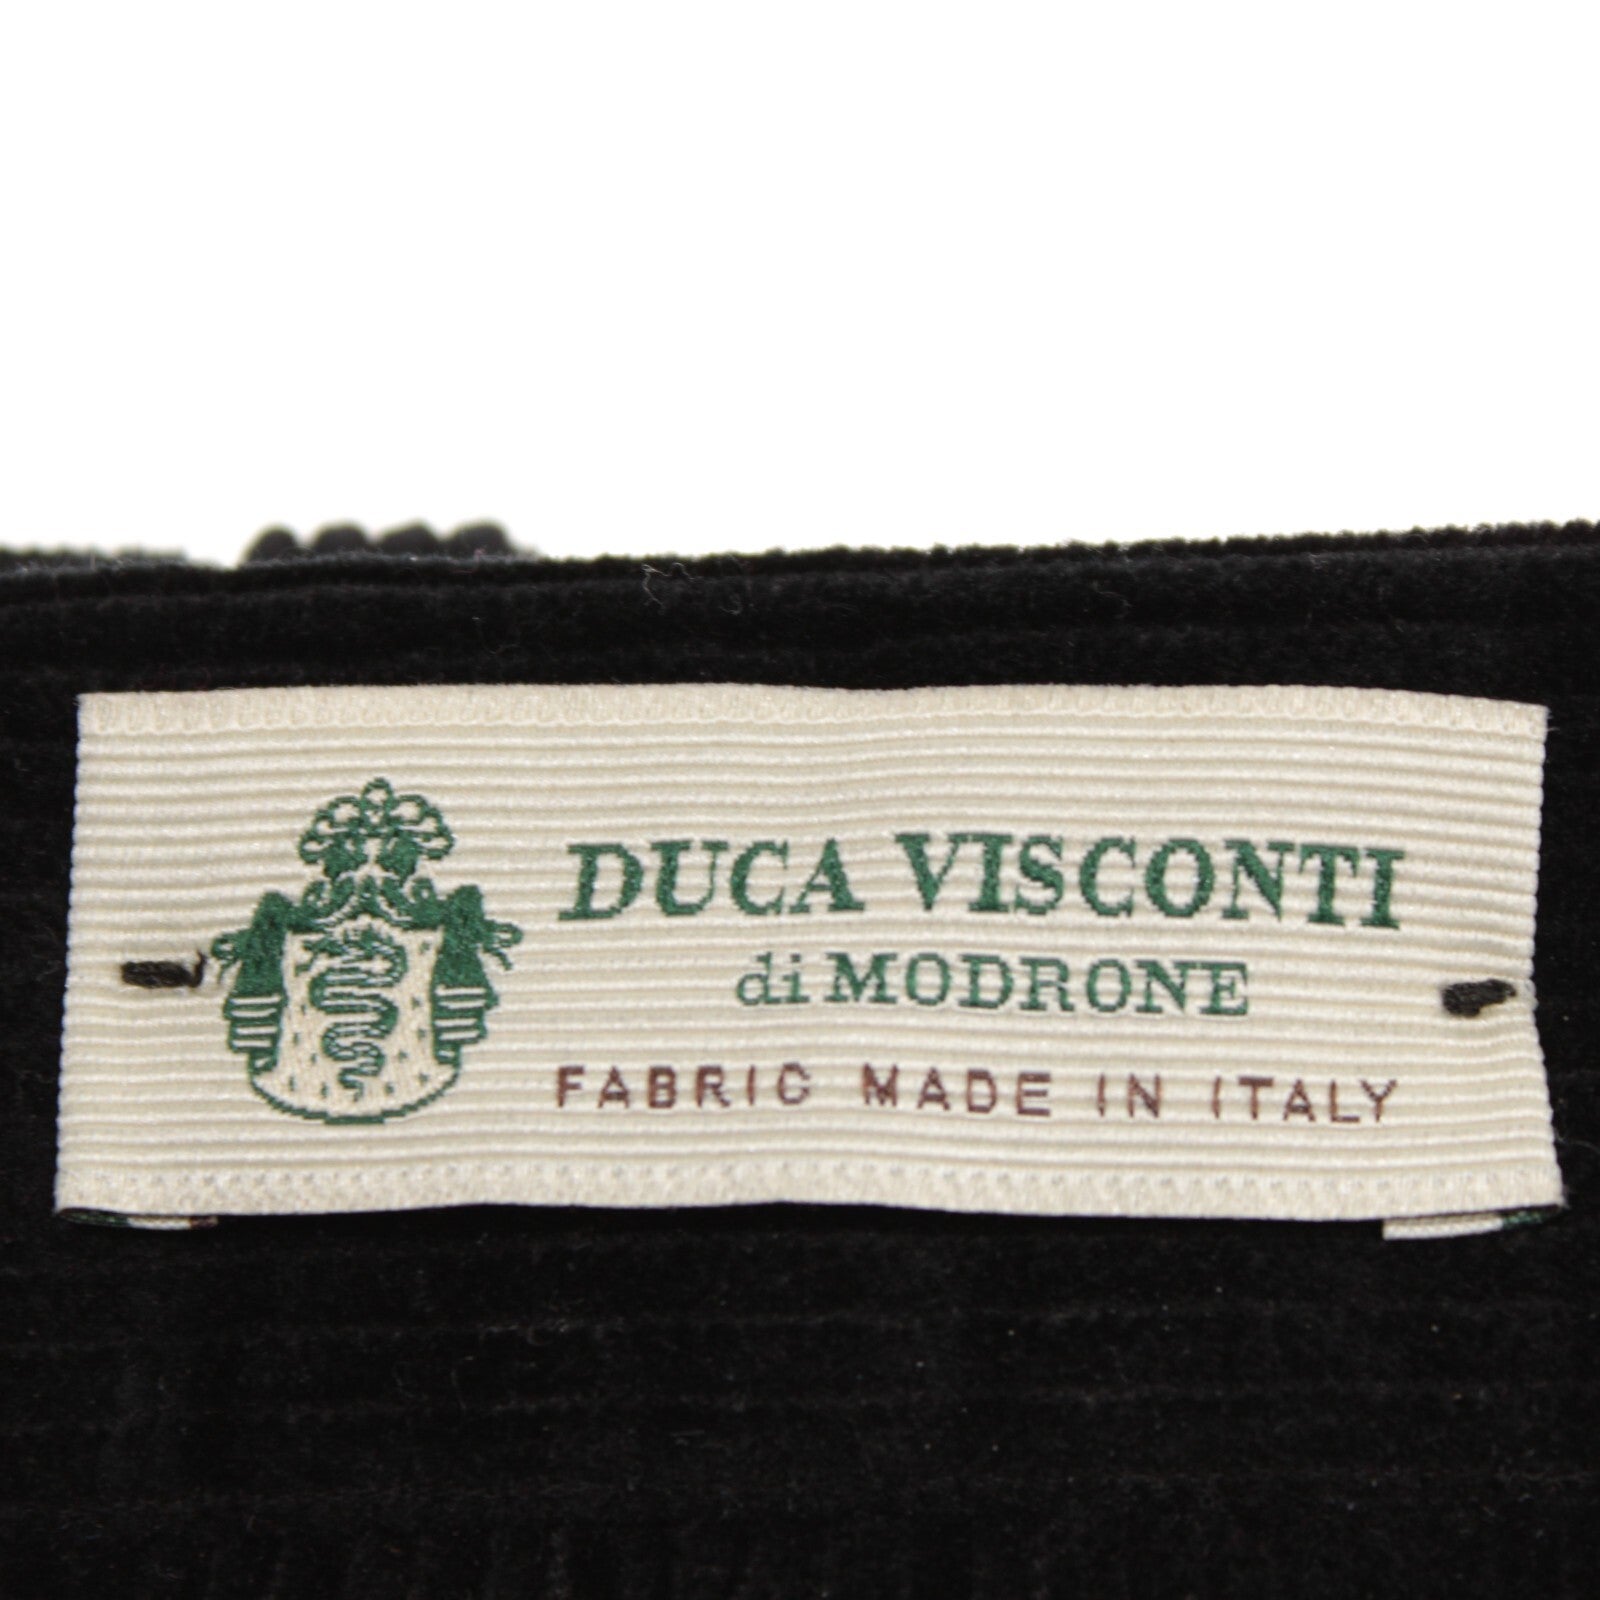 DUCA VISCONTI
di MODRONE
FABRIC MADE IN ITALY